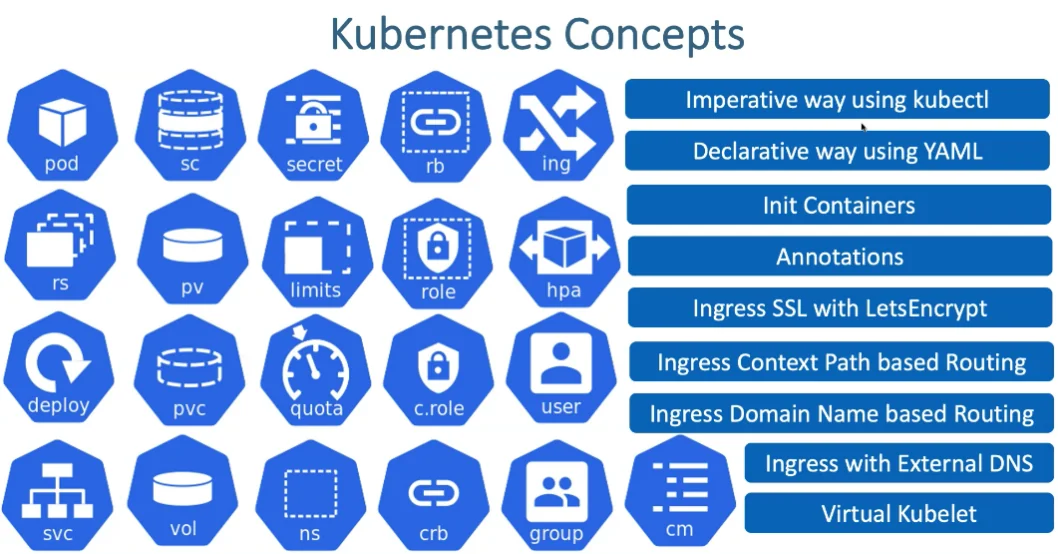 Kubernetes Concepts
pod
sc
secret
rb
ing
Imperative way using kubectl
Declarative way using YAML
rs
pv
limits
role
hpa
Init Containers
Annotations
Ingress SSL with LetsEncrypt
deploy
pvc
quota
c.role
user
Ingress Context Path based Routing
Ingress Domain Name based Routing
svc
vol
ns
crb
group
cm
Ingress with External DNS
Virtual Kubelet